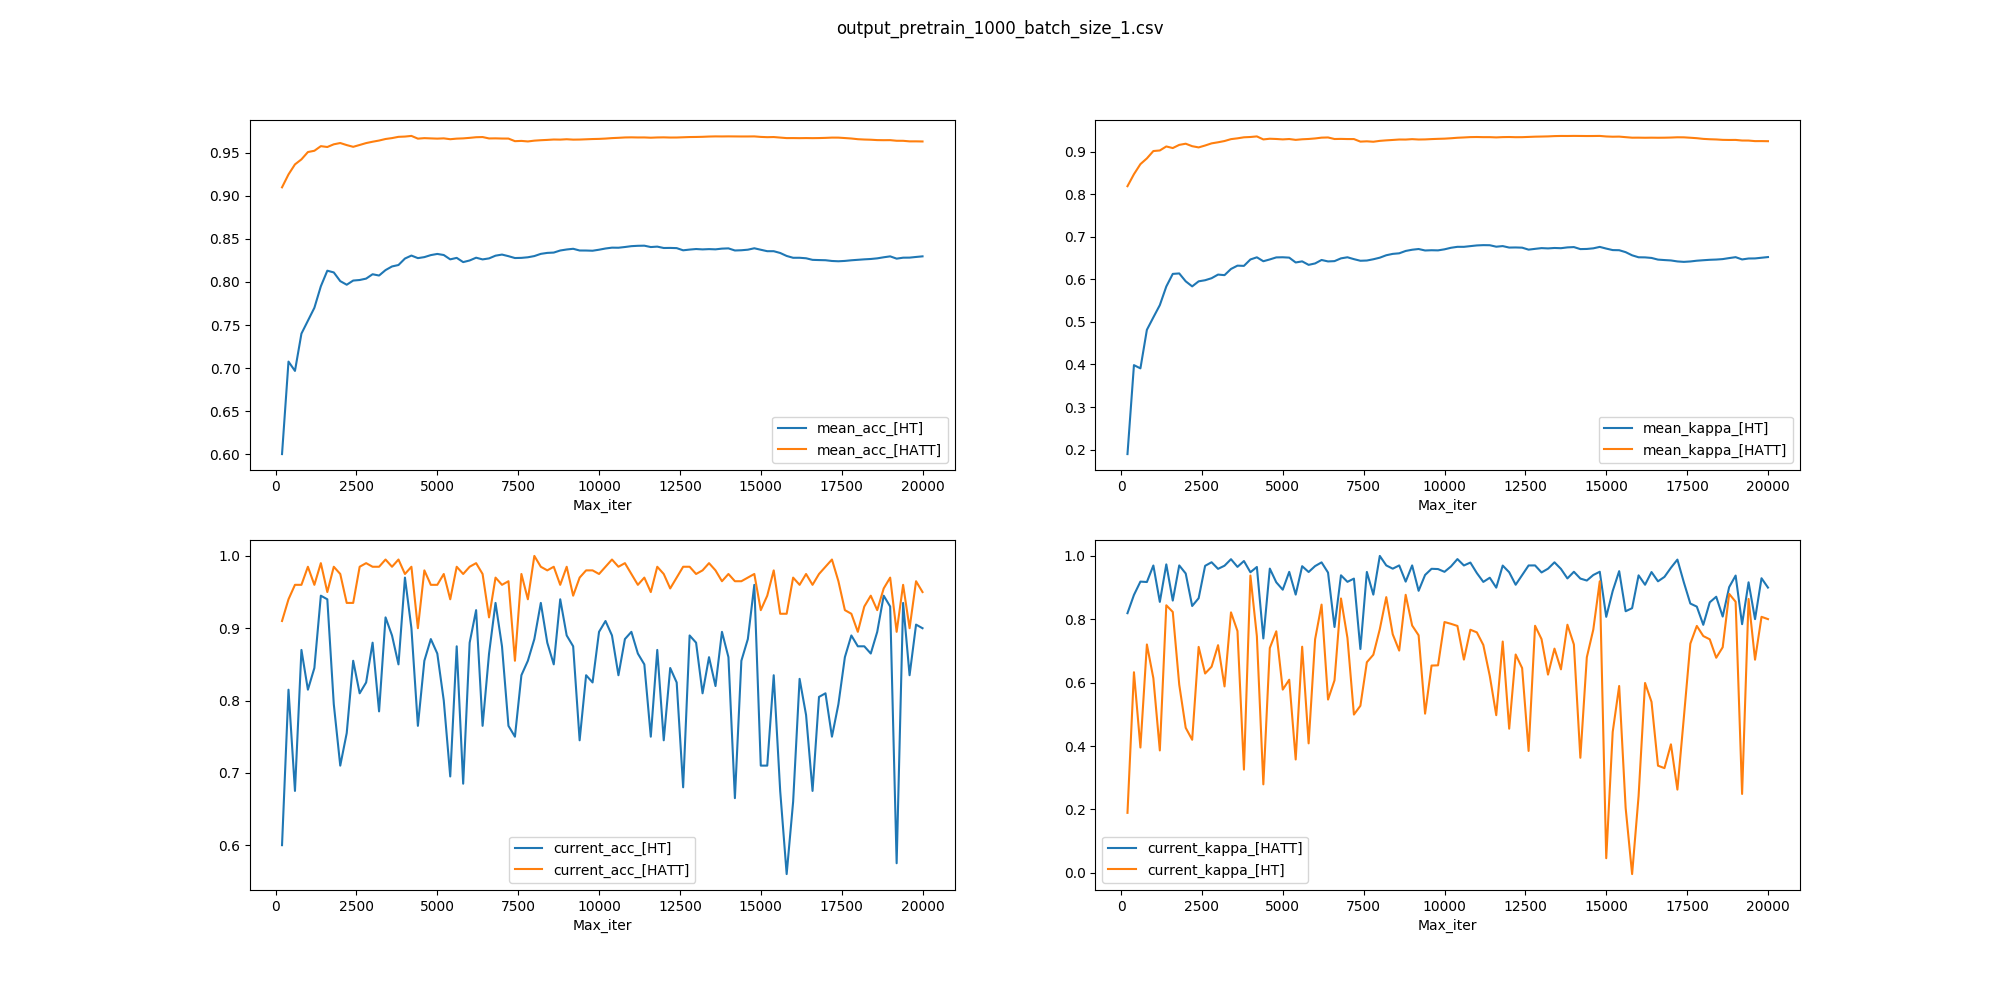 output_pretrain_1000_batch_size_1.csv
0.95
0.90
0.85
0.80
0.75
0.70
0.65
0.60
mean_acc_[HT]
mean_acc_[HATT]
0 2500 5000 7500 10000 12500 15000 17500 20000
Max_iter
0.9
0.8
0.7
0.6
0.5
0.4
0.3
0.2
mean_kappa_[HT]
mean_kappa_[HATT]
0 2500 5000 7500 10000 12500 15000 17500 20000
Max_iter
1.0
0.9
0.8
0.7
0.6
current_acc_[HT]
current_acc_[HATT]
0 2500 5000 7500 10000 12500 15000 17500 20000
Max_iter
1.0
0.8
0.6
0.4
0.2
0.0
current_kappa_[HATT]
current_kappa_[HT]
0 2500 5000 7500 10000 12500 15000 17500 20000
Max_iter